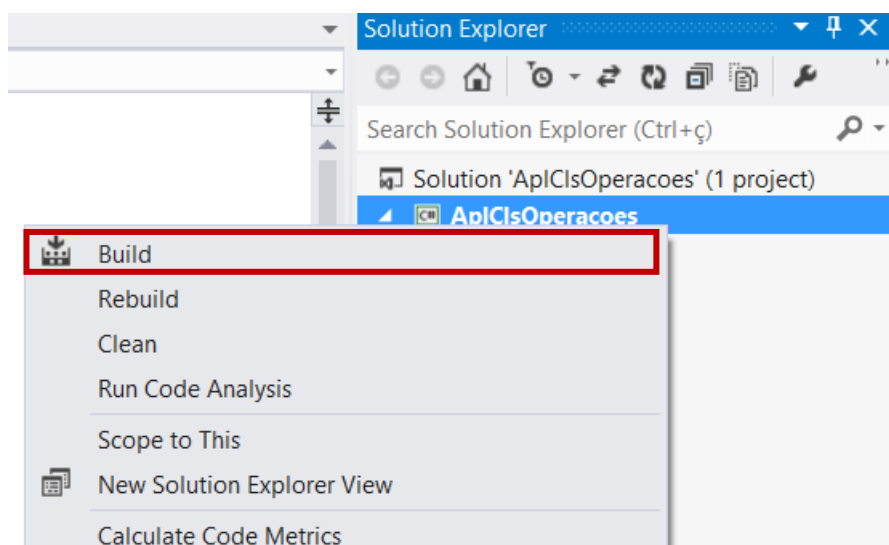 Solution Explorer
Search Solution Explorer (Ctrl+ç)
Solution 'AplClsOperacoes' (1 project)
C# AplClsOperacoes
Build
Rebuild
Clean
Run Code Analysis
Scope to This
New Solution Explorer View
Calculate Code Metrics